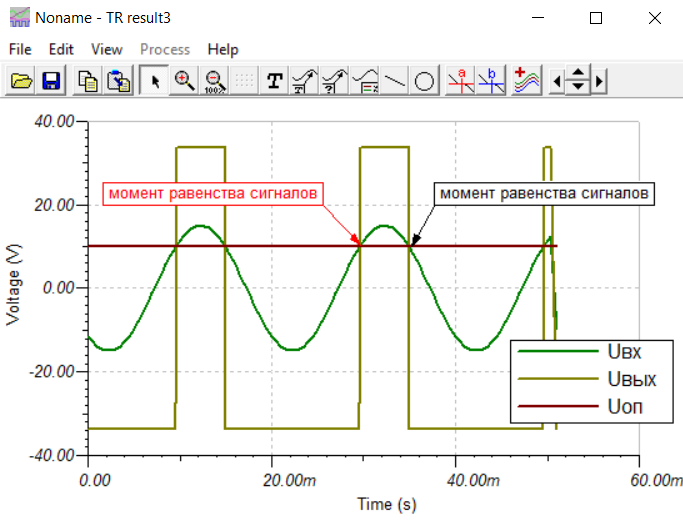 Noname - TR result3
File Edit View Process Help
T 100% T ? a b
40.00
момент равенства сигналов
момент равенства сигналов
20.00
Voltage (V)
0.00
-20.00
-40.00
Uвх
Uвых
Uоп
0.00 20.00m 40.00m 60.00m
Time (s)